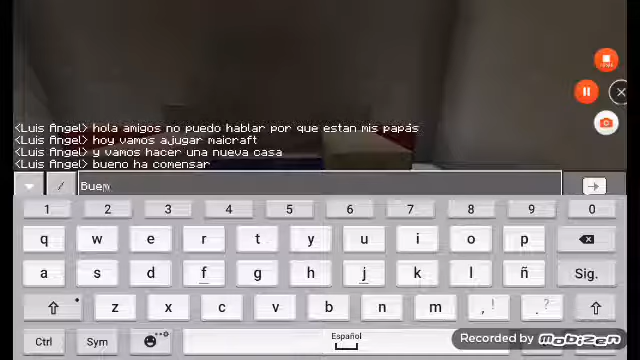 <Luis Angel> hola amigos no puedo hablar por que estan mis papás
<Luis Angel> hoy vamos ajugar maicraft
<Luis Angel> y vamos hacer una nueva casa
<Luis Angel> bueno ha comensar
/ Buem
1 2 3 4 5 6 7 8 9 0
q w e r t y u i o p
a s d f g h j k l ñ Sig.
z x c v b n m ,! .?
Ctrl Sym Español
Recorded by MOBIZEN